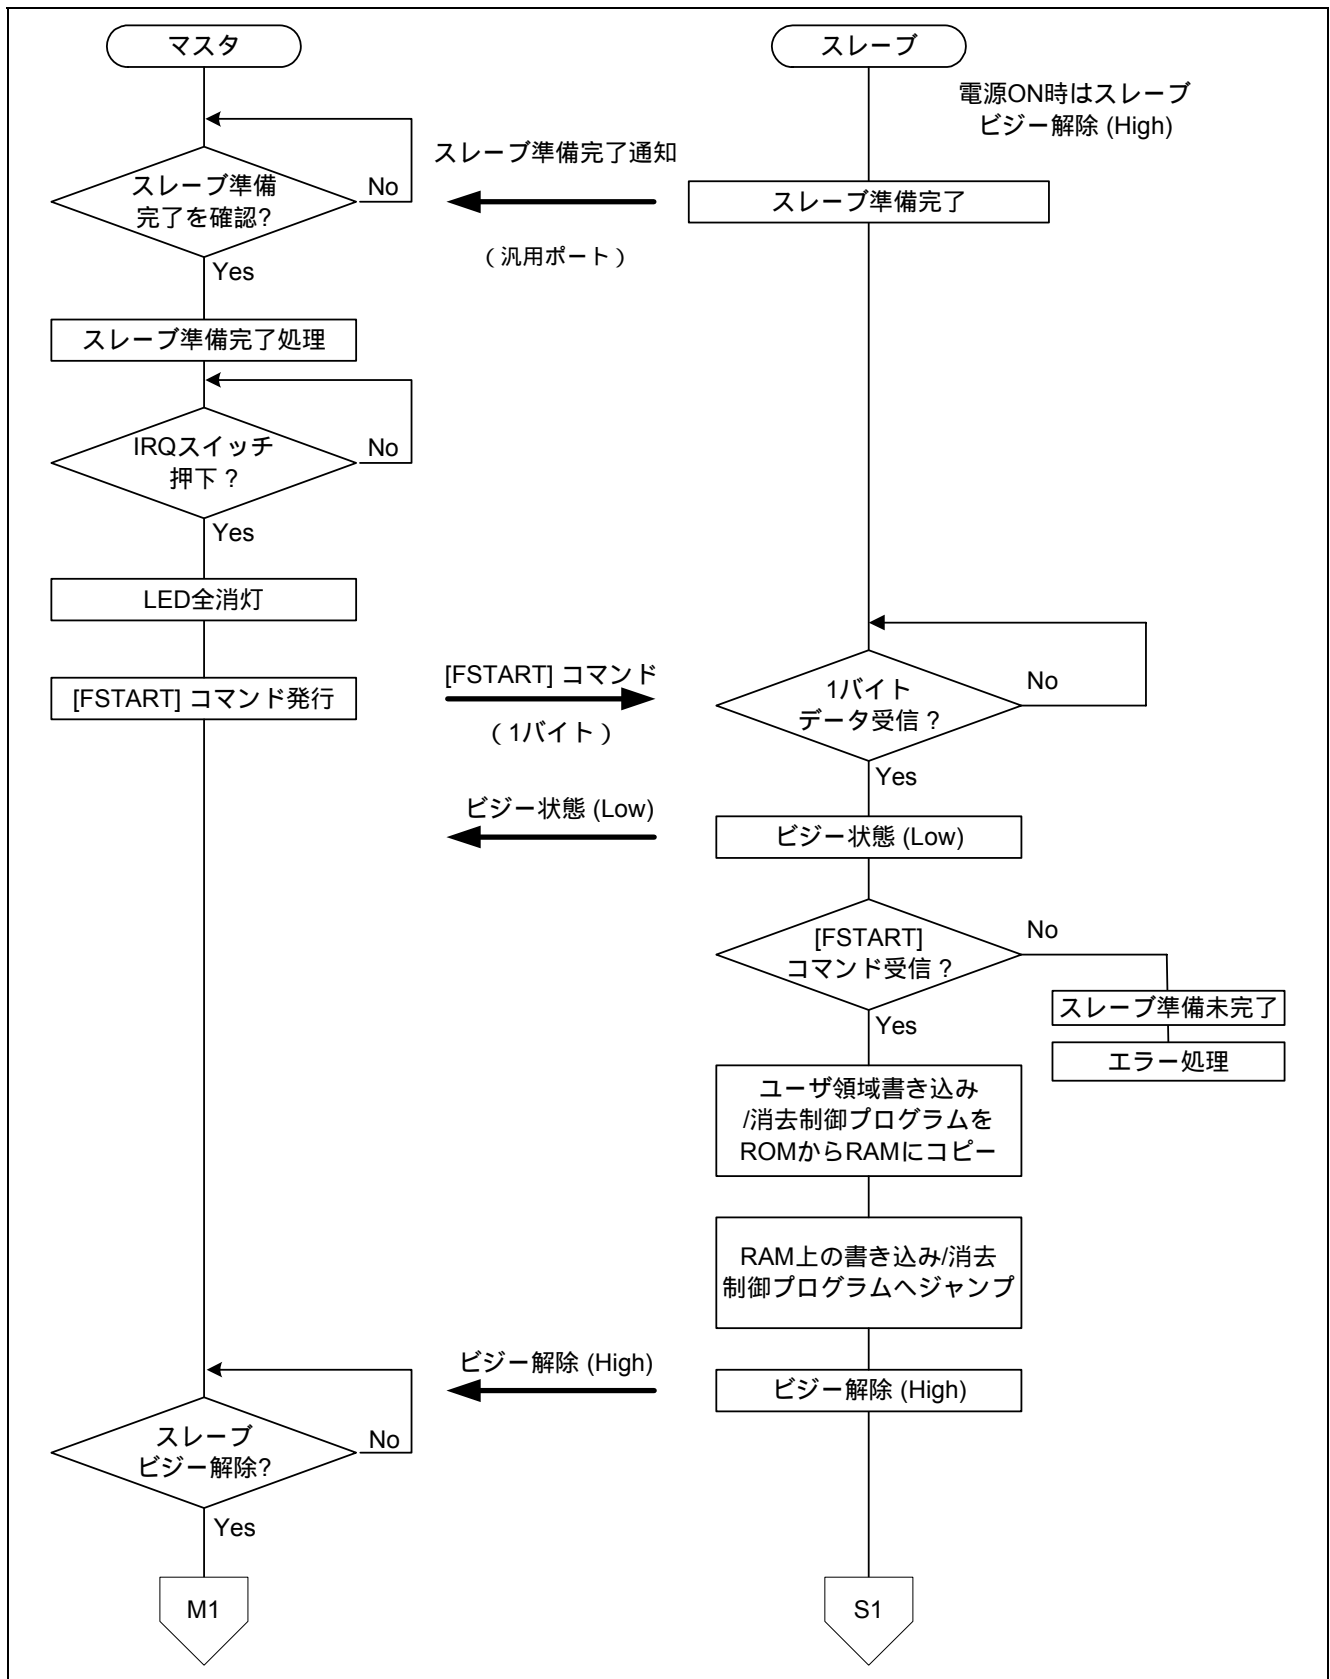 マスタ
スレーブ
電源ON時はスレーブ
ビジー解除 (High)
スレーブ準備完了通知
スレーブ準備
完了を確認?
No
スレーブ準備完了
（汎用ポート）
Yes
スレーブ準備完了処理
IRQスイッチ
押下？
No
Yes
LED全消灯
[FSTART] コマンド発行
[FSTART] コマンド
（1バイト）
1バイト
データ受信？
No
Yes
ビジー状態 (Low)
ビジー状態 (Low)
[FSTART]
コマンド受信？
No
スレーブ準備未完了
エラー処理
Yes
ユーザ領域書き込み
/消去制御プログラムを
ROMからRAMにコピー
RAM上の書き込み/消去
制御プログラムへジャンプ
ビジー解除 (High)
ビジー解除 (High)
スレーブ
ビジー解除?
No
Yes
M1
S1